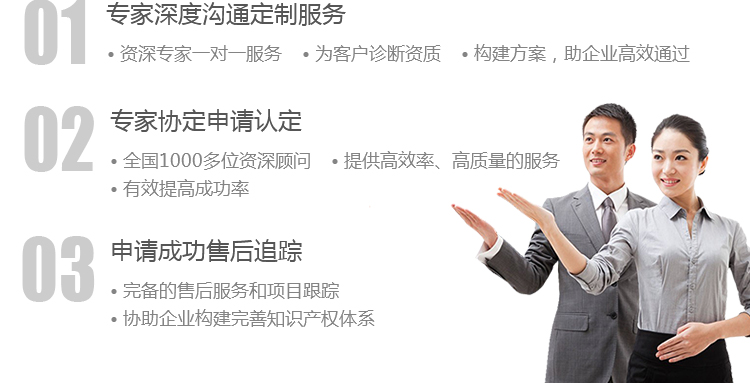 01 专家深度沟通定制服务
• 资深专家一对一服务 • 为客户诊断资质 • 构建方案，助企业高效通过
02 专家协定申请认定
• 全国1000多位资深顾问 • 提供高效率、高质量的服务
• 有效提高成功率
03 申请成功售后追踪
• 完备的售后服务和项目跟踪
• 协助企业构建完善知识产权体系